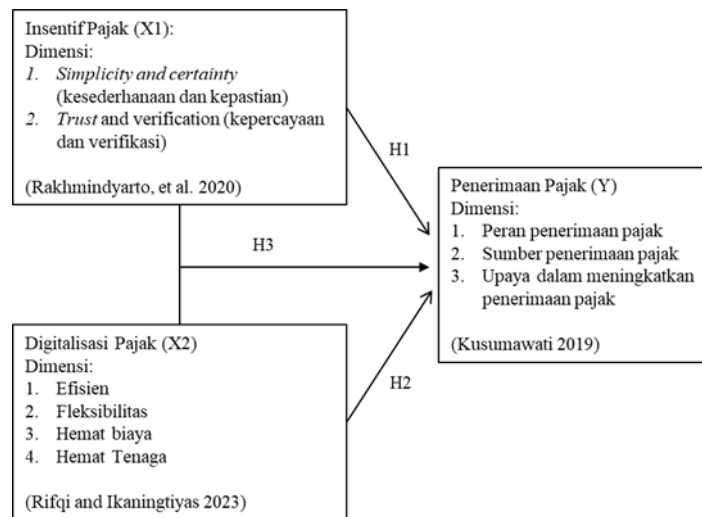 Insentif Pajak (X1):
Dimensi:
1. Simplicity and certainty
(kesederhanaan dan kepastian)
2. Trust and verification (kepercayaan
dan verifikasi)
(Rakhmindyarto, et al. 2020)
H1
Penerimaan Pajak (Y)
Dimensi:
1. Peran penerimaan pajak
2. Sumber penerimaan pajak
3. Upaya dalam meningkatkan
penerimaan pajak
(Kusumawati 2019)
H3
Digitalisasi Pajak (X2)
Dimensi:
1. Efisien
2. Fleksibilitas
3. Hemat biaya
4. Hemat Tenaga
(Rifqi and Ikaningtiyas 2023)
H2